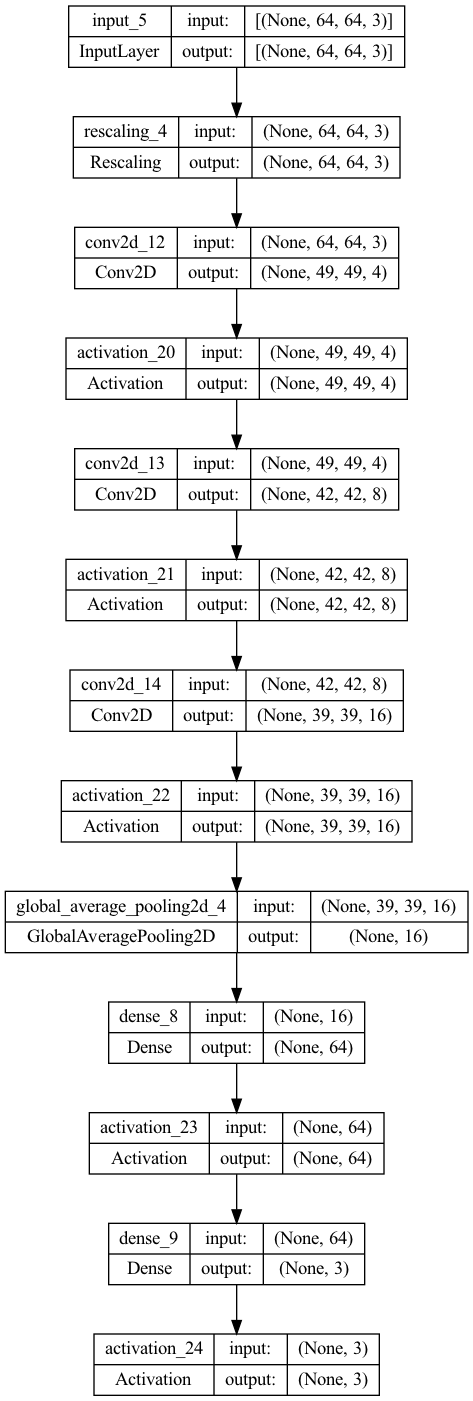 input_5 input: [(None, 64, 64, 3)]
InputLayer output: [(None, 64, 64, 3)]
rescaling_4 input: (None, 64, 64, 3)
Rescaling output: (None, 64, 64, 3)
conv2d_12 input: (None, 64, 64, 3)
Conv2D output: (None, 49, 49, 4)
activation_20 input: (None, 49, 49, 4)
Activation output: (None, 49, 49, 4)
conv2d_13 input: (None, 49, 49, 4)
Conv2D output: (None, 42, 42, 8)
activation_21 input: (None, 42, 42, 8)
Activation output: (None, 42, 42, 8)
conv2d_14 input: (None, 42, 42, 8)
Conv2D output: (None, 39, 39, 16)
activation_22 input: (None, 39, 39, 16)
Activation output: (None, 39, 39, 16)
global_average_pooling2d_4 input: (None, 39, 39, 16)
GlobalAveragePooling2D output: (None, 16)
dense_8 input: (None, 16)
Dense output: (None, 64)
activation_23 input: (None, 64)
Activation output: (None, 64)
dense_9 input: (None, 64)
Dense output: (None, 3)
activation_24 input: (None, 3)
Activation output: (None, 3)